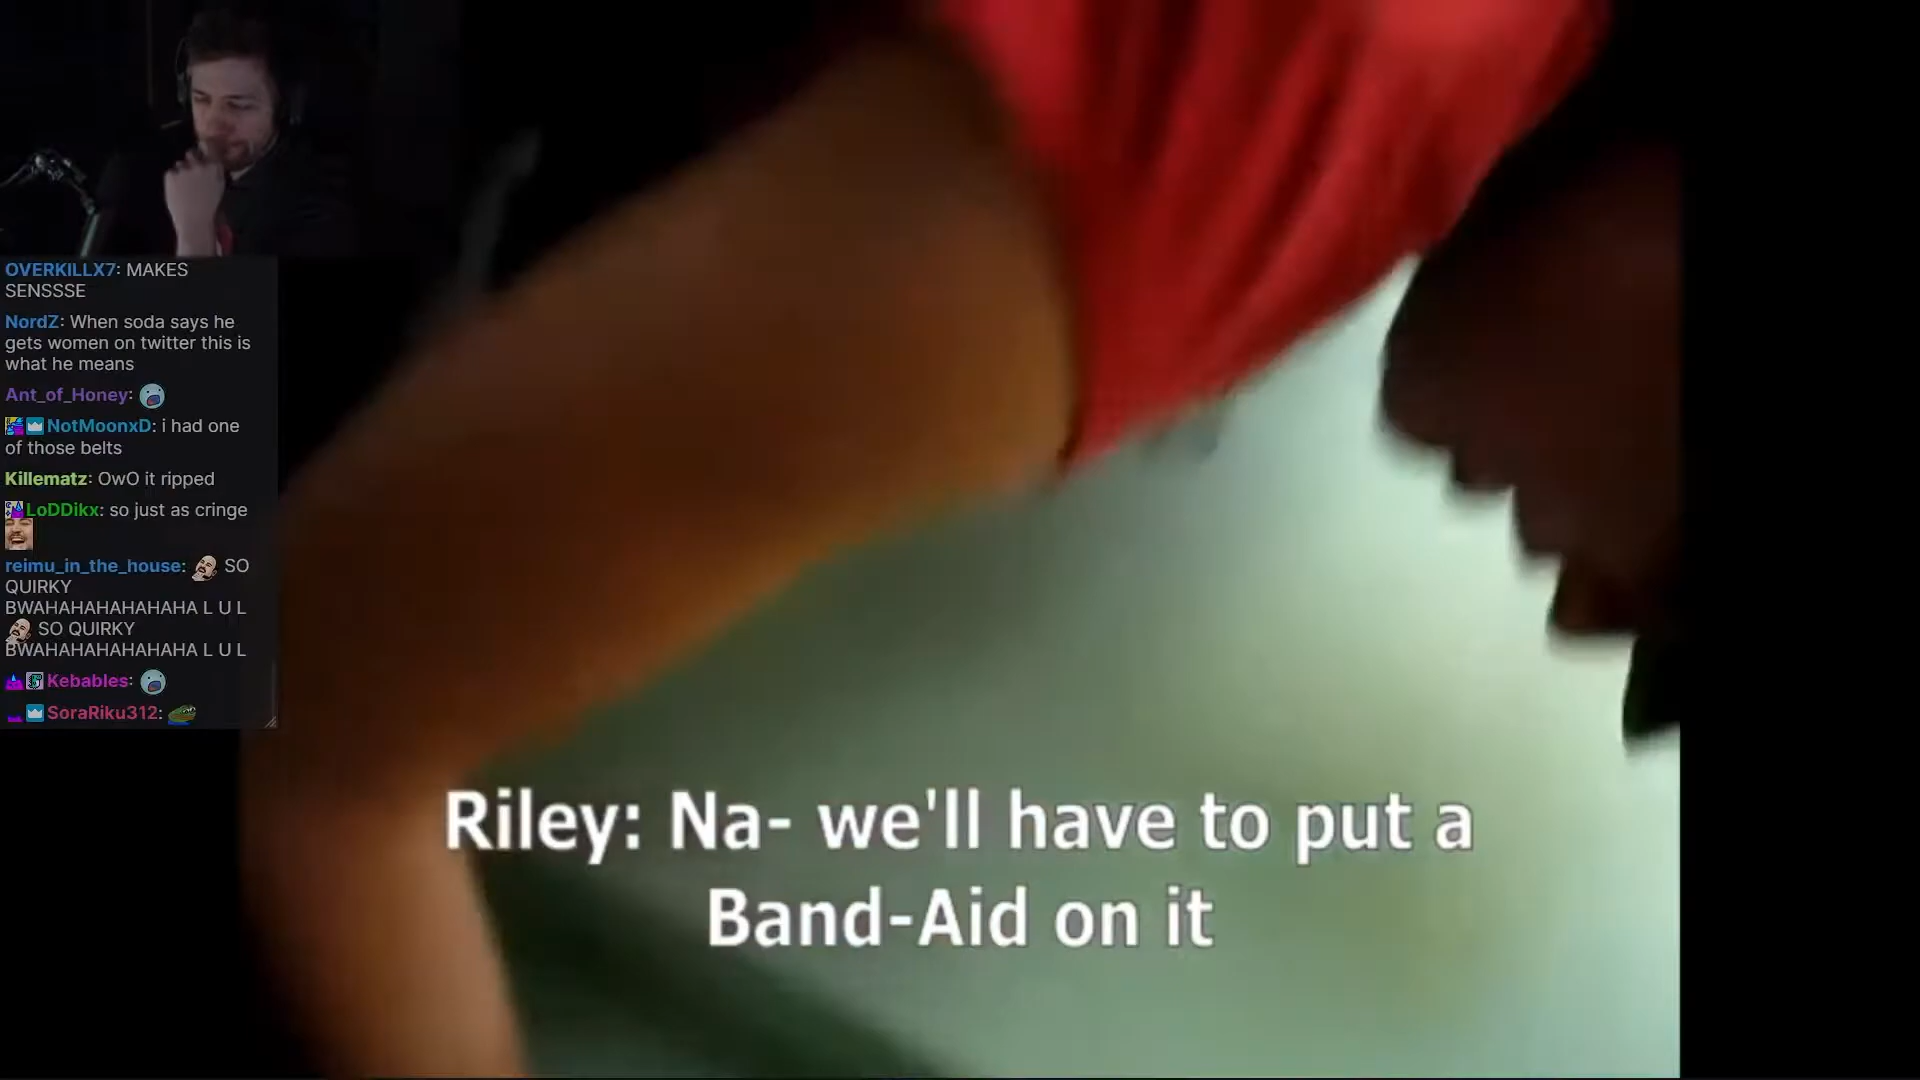 OVERKILLX7: MAKES
SENSSSE
NordZ: When soda says he
gets women on twitter this is
what he means
Ant_of_Honey:
NotMoonxD: i had one
of those belts
Killematz: OwO it ripped
LoDDikx: so just as cringe
reimu_in_the_house: SO
QUIRKY
BWAHAHAHAHAHAHA L U L
SO QUIRKY
BWAHAHAHAHAHAHA L U L
Kebables:
SoraRiku312:
Riley: Na- we'll have to put a
Band-Aid on it